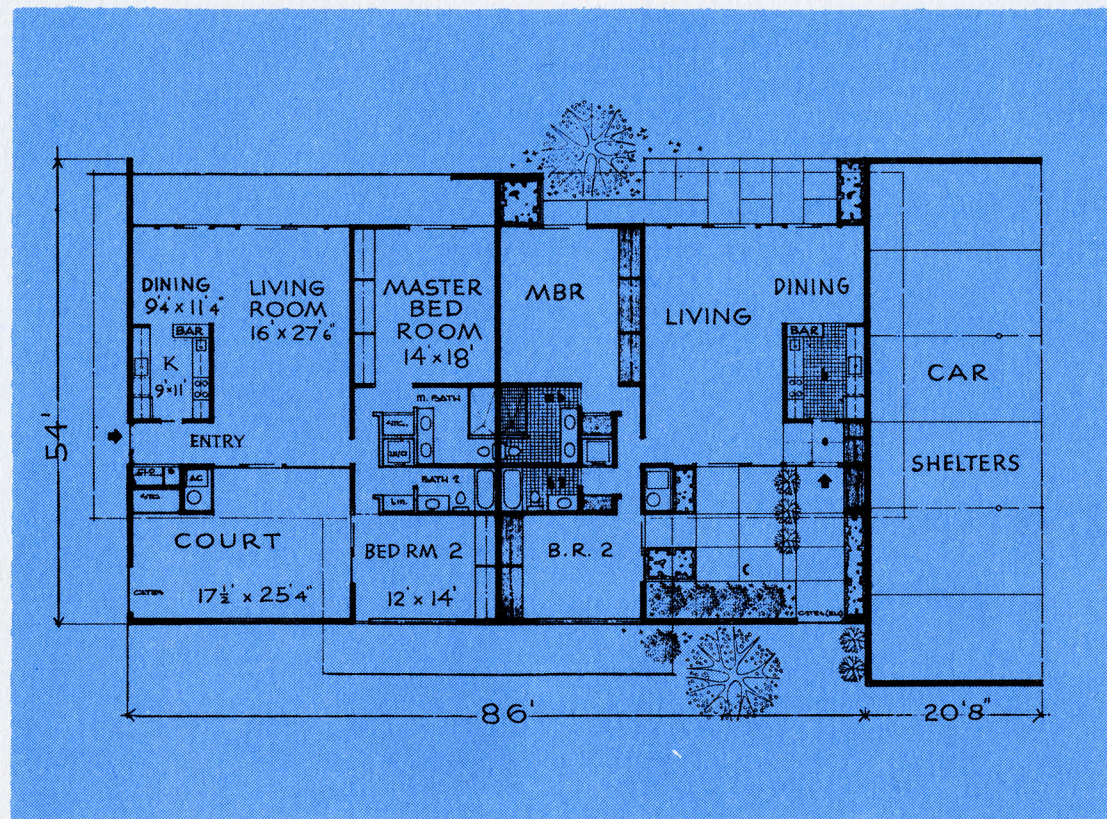 DINING
9'4" x 11'4"
LIVING
ROOM
16' x 27'6"
MASTER
BED
ROOM
14' x 18'
MBR
LIVING
DINING
BAR
K
9' x 11'
BAR
CAR
SHELTERS
54'
ENTRY
M. BATH
W/D
BATH 2
LIN.
AC
COURT
17½' x 25'4"
BED RM 2
12' x 14'
B.R. 2
C
86'
20'8"